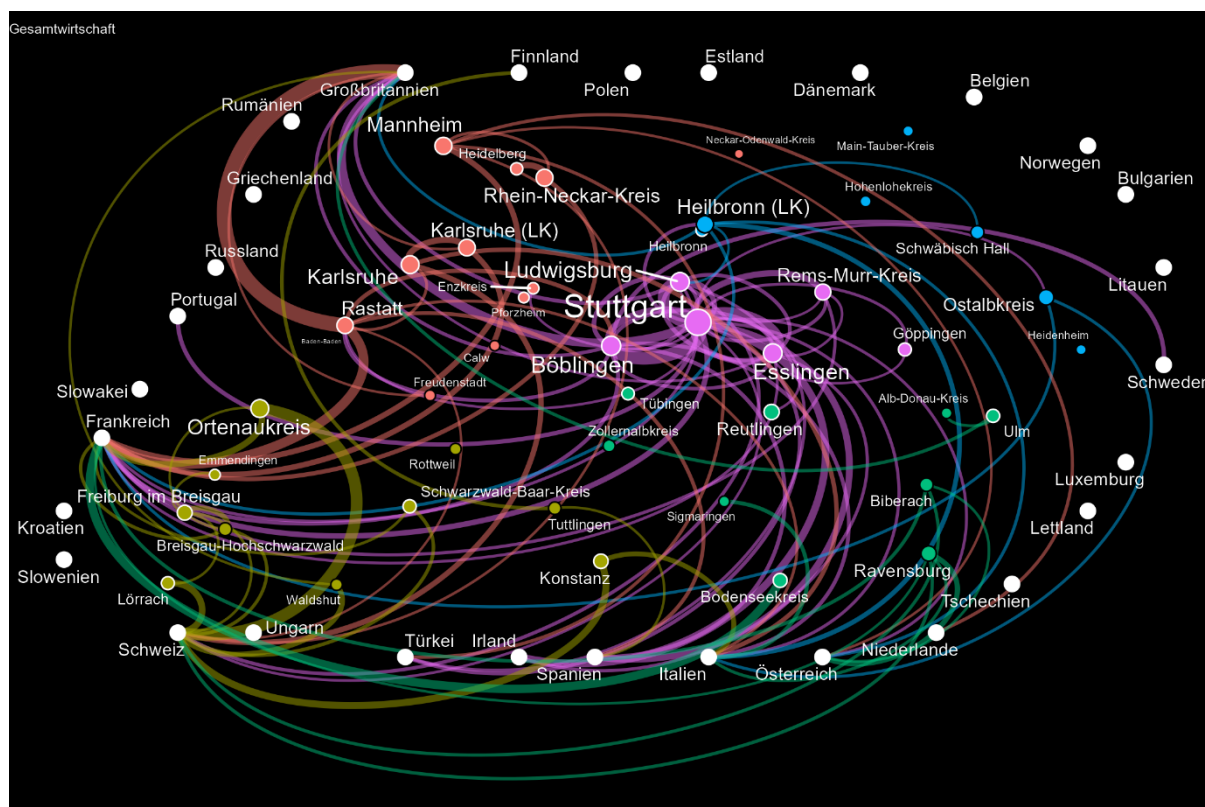 Gesamtwirtschaft
Finnland
Estland
Großbritannien
Polen
Dänemark
Belgien
Rumänien
Mannheim
Neckar-Odenwald-Kreis
Main-Tauber-Kreis
Heidelberg
Norwegen
Griechenland
Rhein-Neckar-Kreis
Hohenlohekreis
Bulgarien
Heilbronn (LK)
Karlsruhe (LK)
Heilbronn
Schwäbisch Hall
Russland
Karlsruhe
Ludwigsburg
Rems-Murr-Kreis
Enzkreis
Litauen
Portugal
Rastatt
Pforzheim
Stuttgart
Ostalbkreis
Baden-Baden
Göppingen
Heidenheim
Calw
Böblingen
Esslingen
Schweden
Slowakei
Freudenstadt
Tübingen
Alb-Donau-Kreis
Frankreich
Ortenaukreis
Zollernalbkreis
Reutlingen
Ulm
Emmendingen
Rottweil
Luxemburg
Freiburg im Breisgau
Schwarzwald-Baar-Kreis
Biberach
Kroatien
Tuttlingen
Sigmaringen
Lettland
Breisgau-Hochschwarzwald
Slowenien
Konstanz
Ravensburg
Lörrach
Waldshut
Bodenseekreis
Tschechien
Schweiz
Ungarn
Türkei
Irland
Niederlande
Spanien
Italien
Österreich